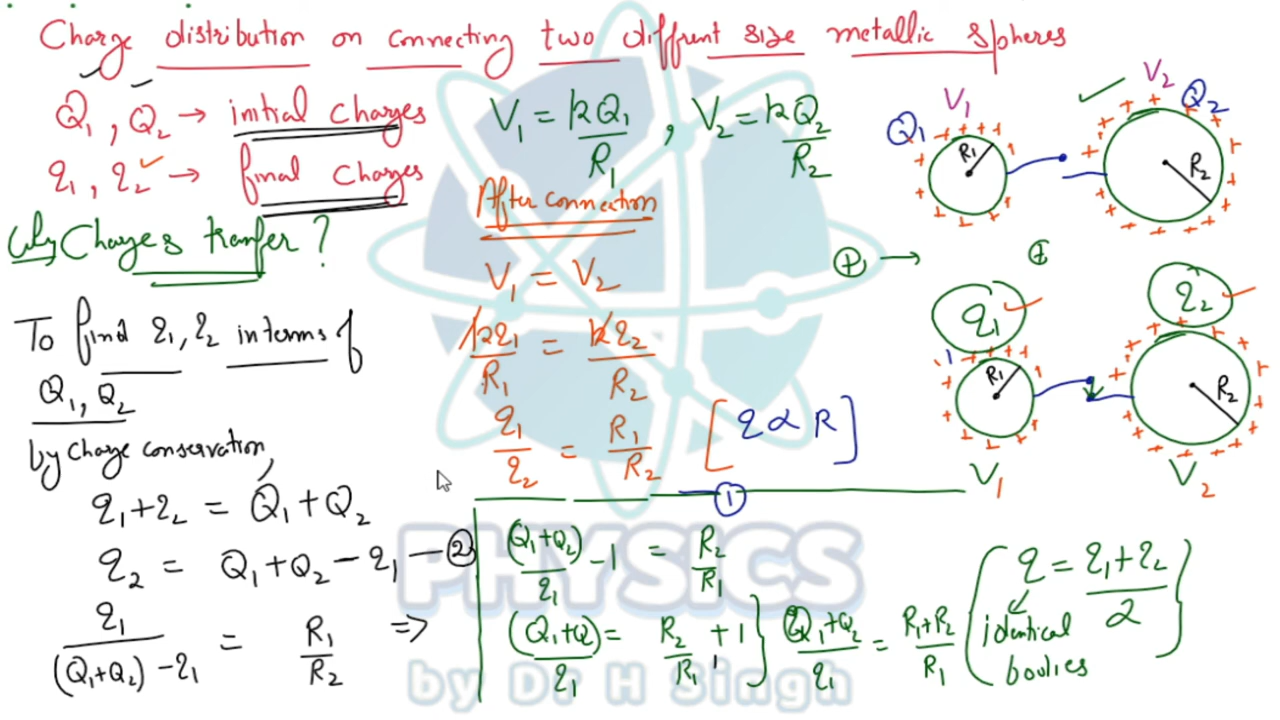 Charge distribution on connecting two diffrent size metallic spheres
Q₁, Q₂ → initial charges
q₁, q₂ → final charges
Why Charges tranfer?
To find q₁, q₂ in terms of
Q₁, Q₂
by charge conservation,
q₁+q₂ = Q₁+Q₂
q₂ = Q₁+Q₂ - q₁ — ②
q₁/((Q₁+Q₂) - q₁) = R₁/R₂ ⇒
V₁ = kQ₁/R₁ , V₂ = kQ₂/R₂
After connection
V₁ = V₂
kq₁/R₁ = kq₂/R₂
q₁/q₂ = R₁/R₂ [q ∝ R]
①
(Q₁+Q₂)/q₁ - 1 = R₂/R₁
(Q₁+Q)/q₁ = R₂/R₁ + 1
Q₁+Q₂/q₁ = R₁+R₂/R₁
(q = q₁+q₂/2
identical
bodies)
V₁
V₂
Q₁
Q₂
R₁
R₂
q₁
q₂
R₁
R₂
V₁
V₂
PHYSICS
by Dr H Singh